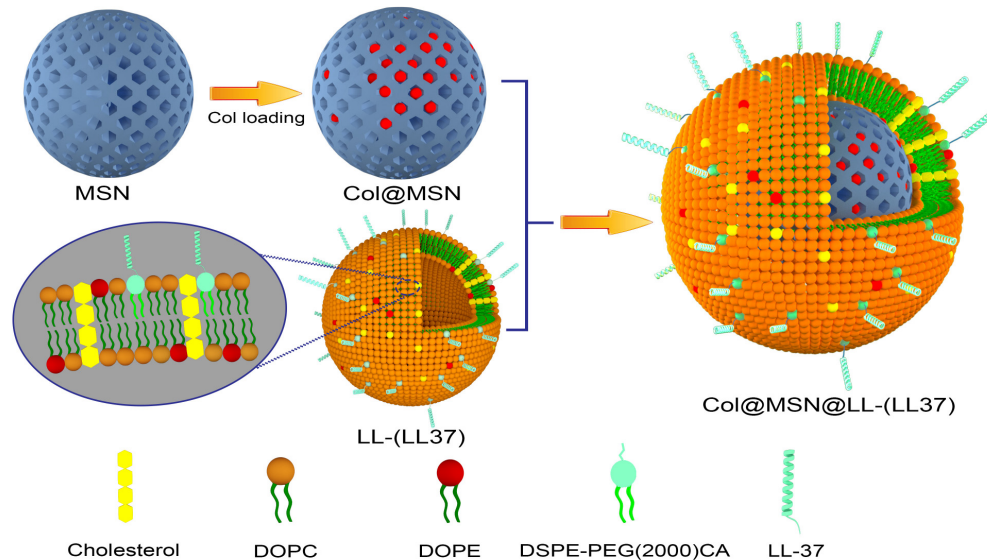 Col loading
MSN
Col@MSN
LL-(LL37)
Col@MSN@LL-(LL37)
Cholesterol
DOPC
DOPE
DSPE-PEG(2000)CA
LL-37